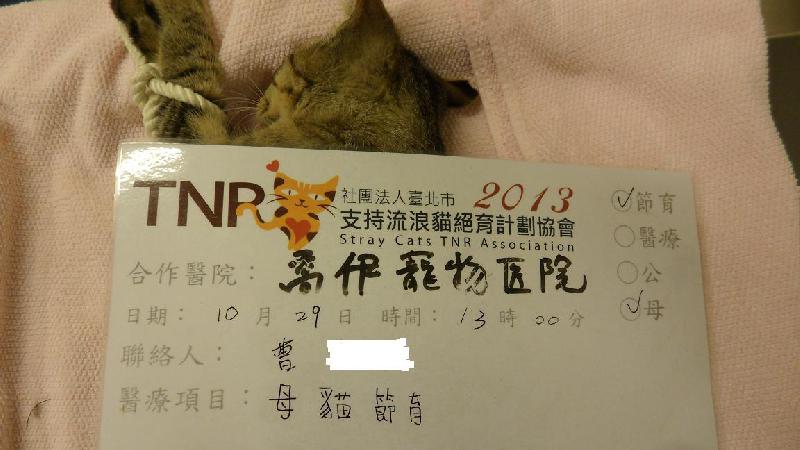 TNR 社團法人臺北市 2013
支持流浪貓絕育計劃協會
Stray Cats TNR Association
節育
醫療
公
母
合作醫院： 喬伊寵物医院
日期： 10 月 29 日 時間： 13 時 00 分
聯絡人： 曹
醫療項目： 母貓節育